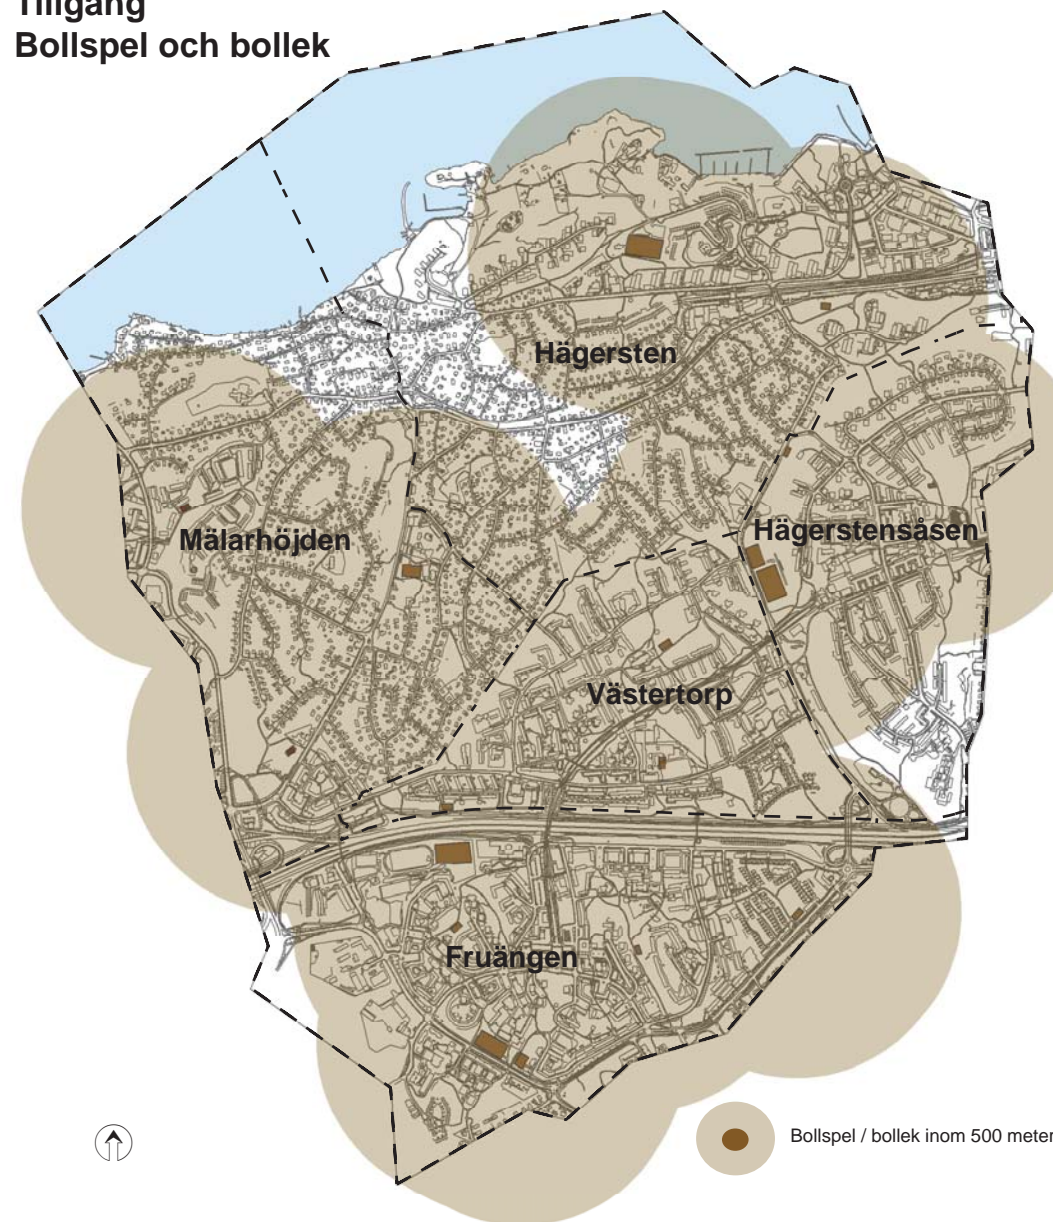 Tillgång
Bollspel och bollek
Hägersten
Mälarhöjden
Hägerstensåsen
Västertorp
Fruängen
Bollspel / bollek inom 500 meter